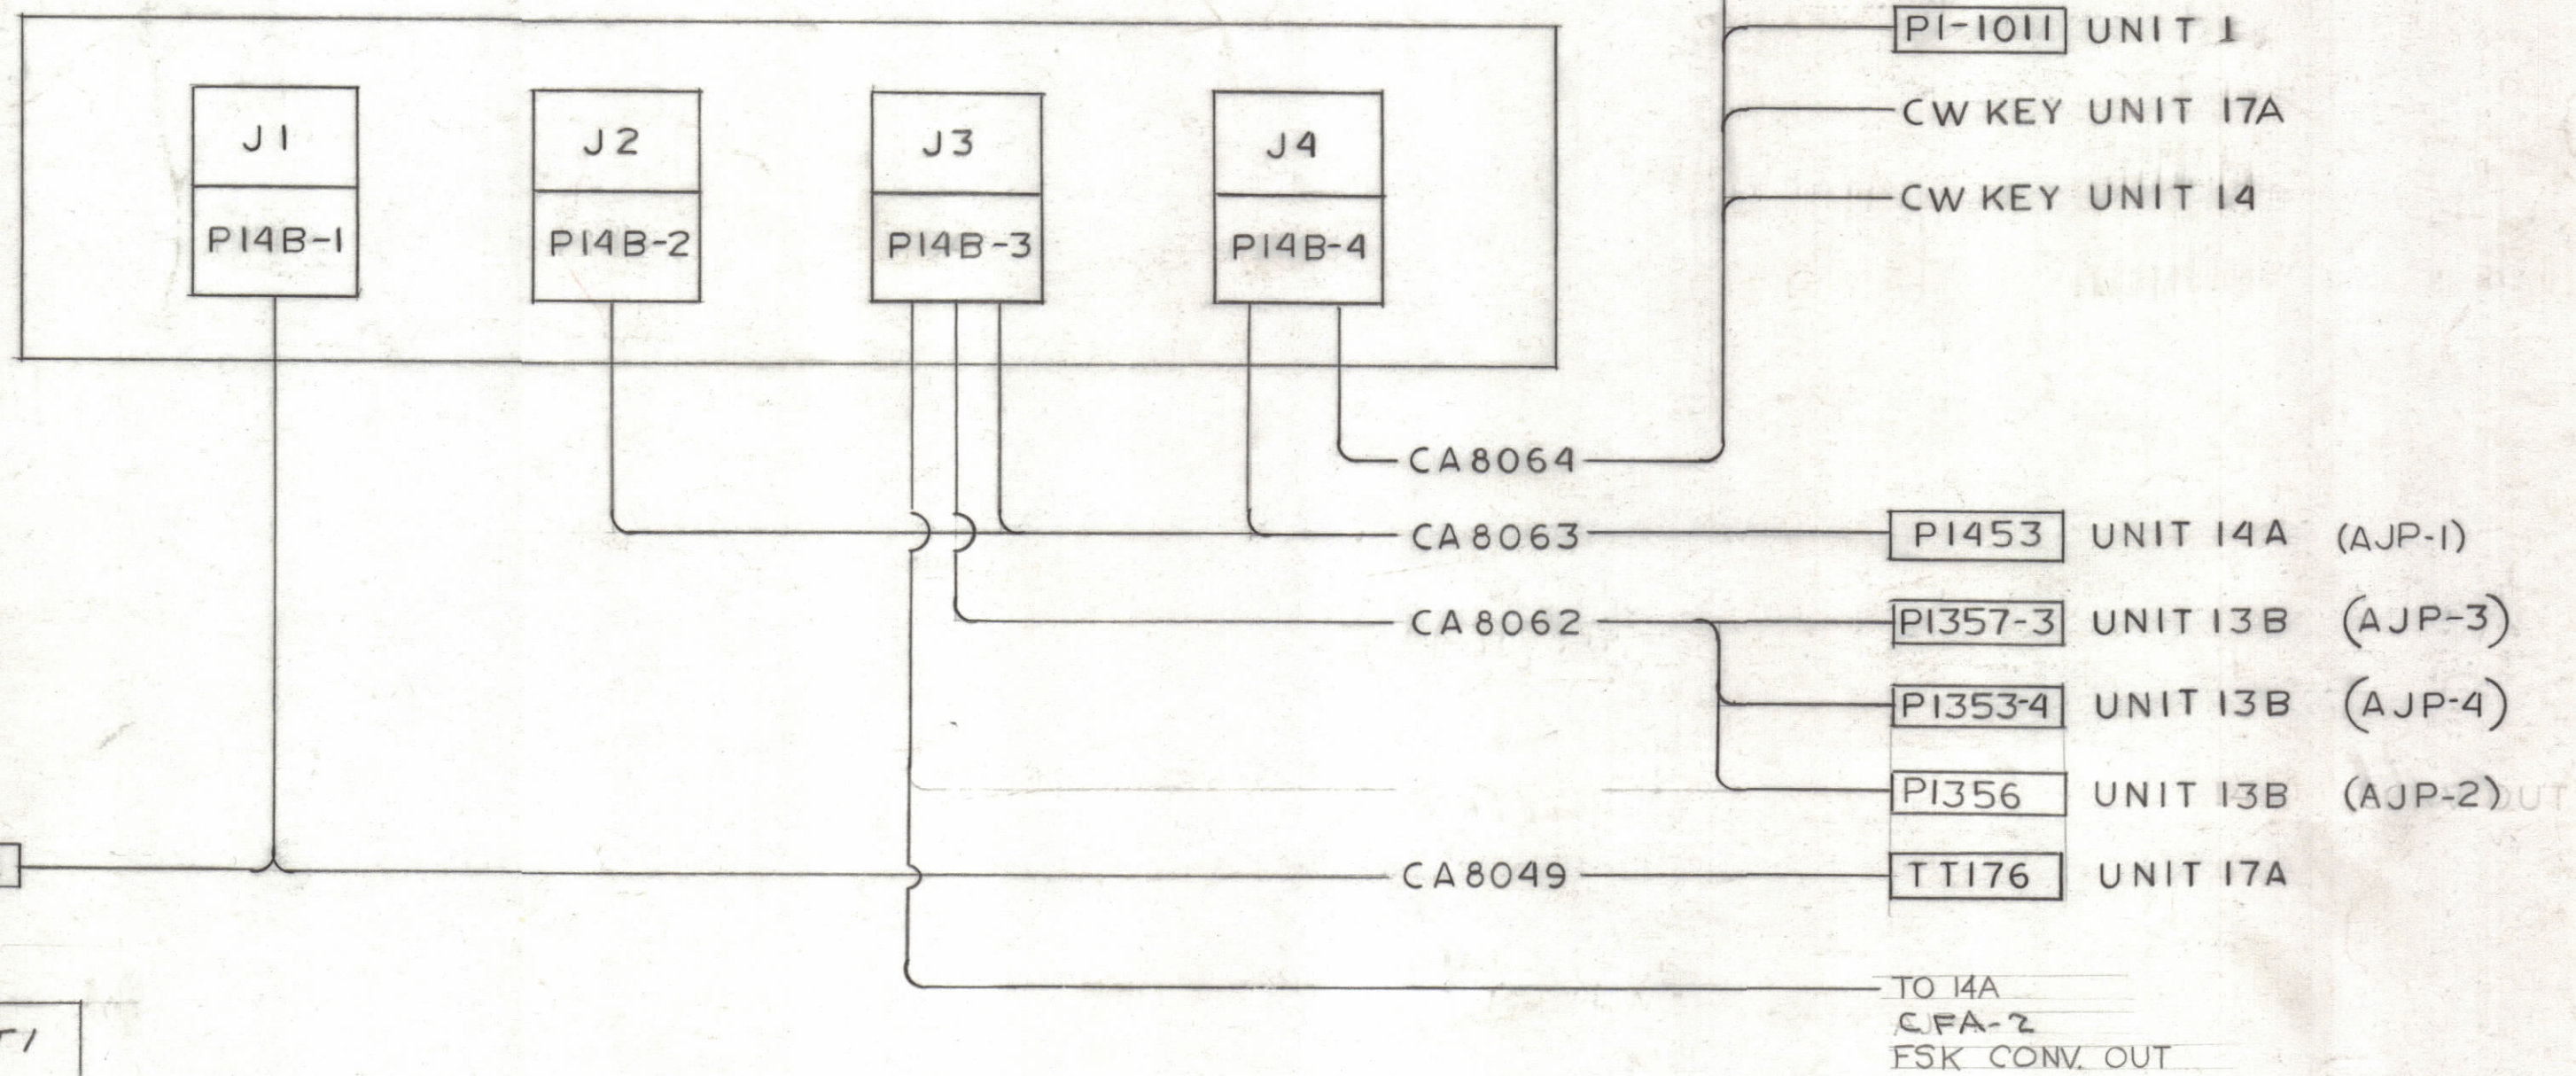 P1-1011 UNIT 1
CW KEY UNIT 17A
CW KEY UNIT 14
J1
P14B-1
J2
P14B-2
J3
P14B-3
J4
P14B-4
CA8064
CA8063 P1453 UNIT 14A (AJP-1)
CA8062 P1357-3 UNIT 13B (AJP-3)
P1353-4 UNIT 13B (AJP-4)
P1356 UNIT 13B (AJP-2)
CA8049 TT176 UNIT 17A
TO 14A
CFA-2
FSK CONV. OUT